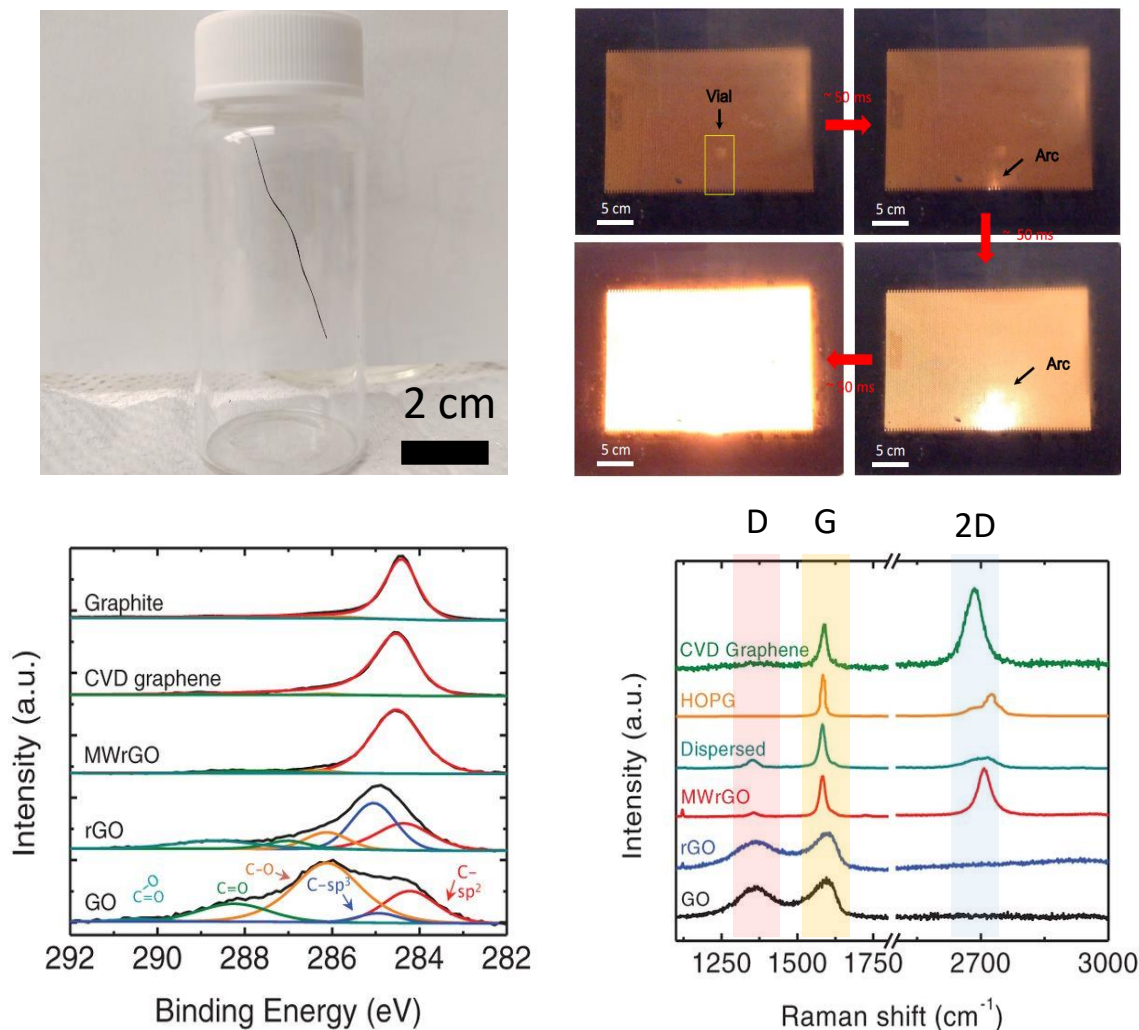 2 cm
Vial
5 cm
~ 50 ms
Arc
5 cm
~ 50 ms
Arc
5 cm
~ 50 ms
5 cm
Graphite
CVD graphene
MWrGO
rGO
GO
O
C=O
C=O
C-O
C-sp³
C-
sp²
Intensity (a.u.)
292 290 288 286 284 282
Binding Energy (eV)
D G 2D
CVD Graphene
HOPG
Dispersed
MWrGO
rGO
GO
Intensity (a.u.)
1250 1500 1750 2700 3000
Raman shift (cm⁻¹)